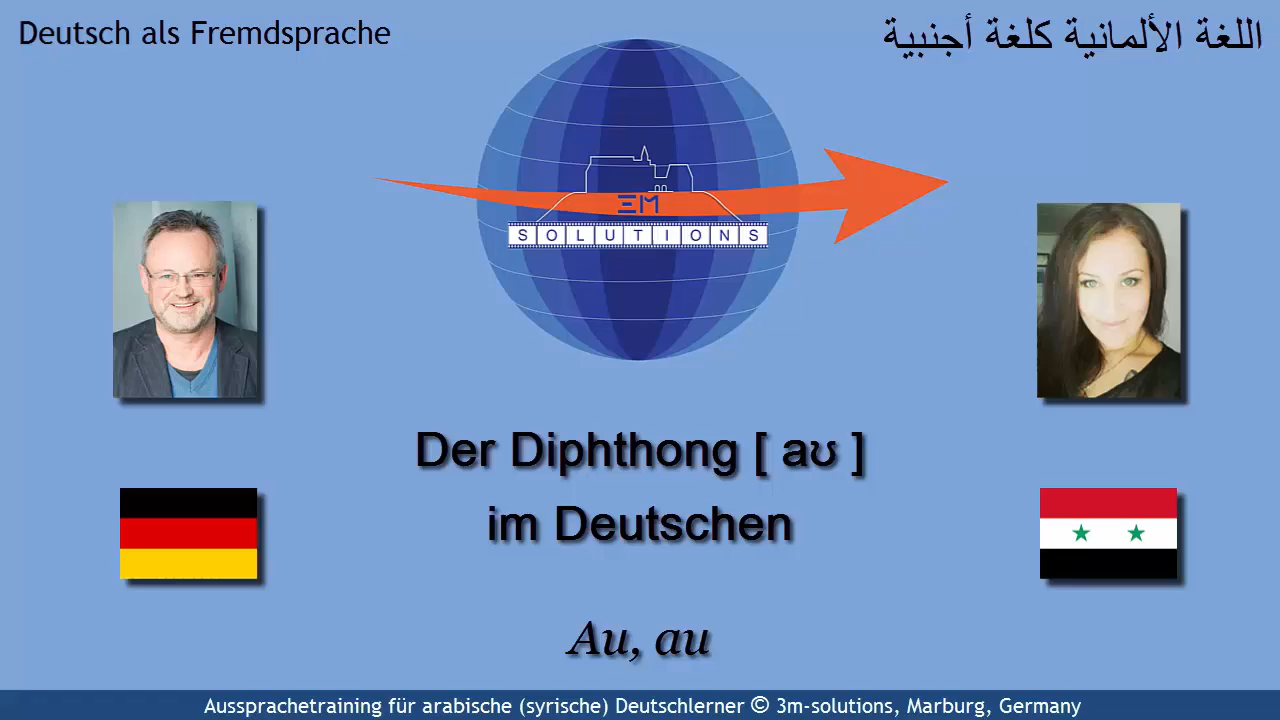 Deutsch als Fremdsprache
اللغة الألمانية كلغة أجنبية
3M
SOLUTIONS
Der Diphthong [ aʊ ]
im Deutschen
Au, au
Aussprachetraining für arabische (syrische) Deutschlerner © 3m-solutions, Marburg, Germany